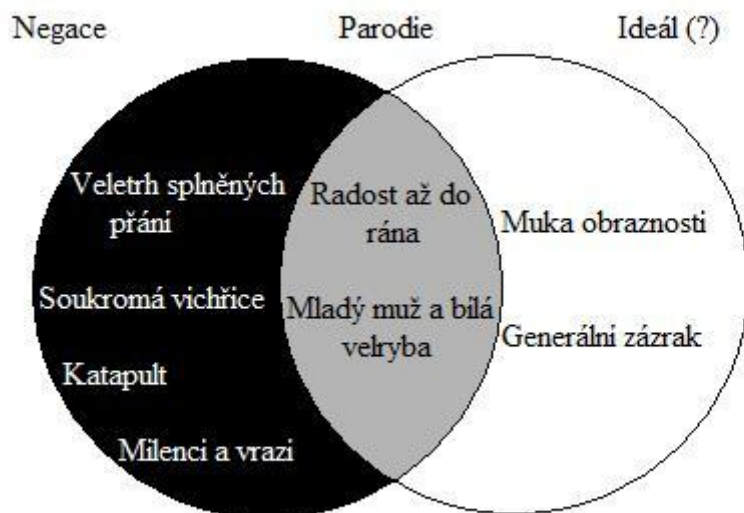 Negace
Parodie
Ideál (?)
Veletrh splněných
přání
Soukromá vichřice
Katapult
Milenci a vrazi
Radost až do
rána
Mladý muž a bílá
velryba
Muka obraznosti
Generální zázrak